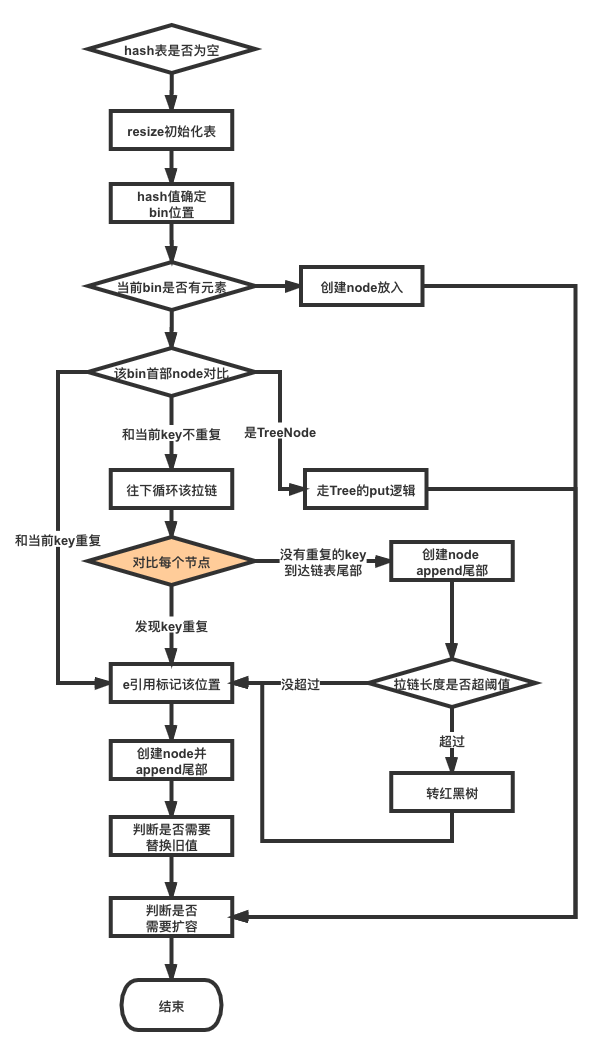 hash表是否为空
resize初始化表
hash值确定
bin位置
当前bin是否有元素
创建node放入
该bin首部node对比
和当前key不重复
是TreeNode
往下循环该拉链
走Tree的put逻辑
和当前key重复
对比每个节点
没有重复的key
到达链表尾部
创建node
append尾部
发现key重复
e引用标记该位置
没超过
拉链长度是否超阈值
超过
创建node并
append尾部
转红黑树
判断是否需要
替换旧值
判断是否
需要扩容
结束